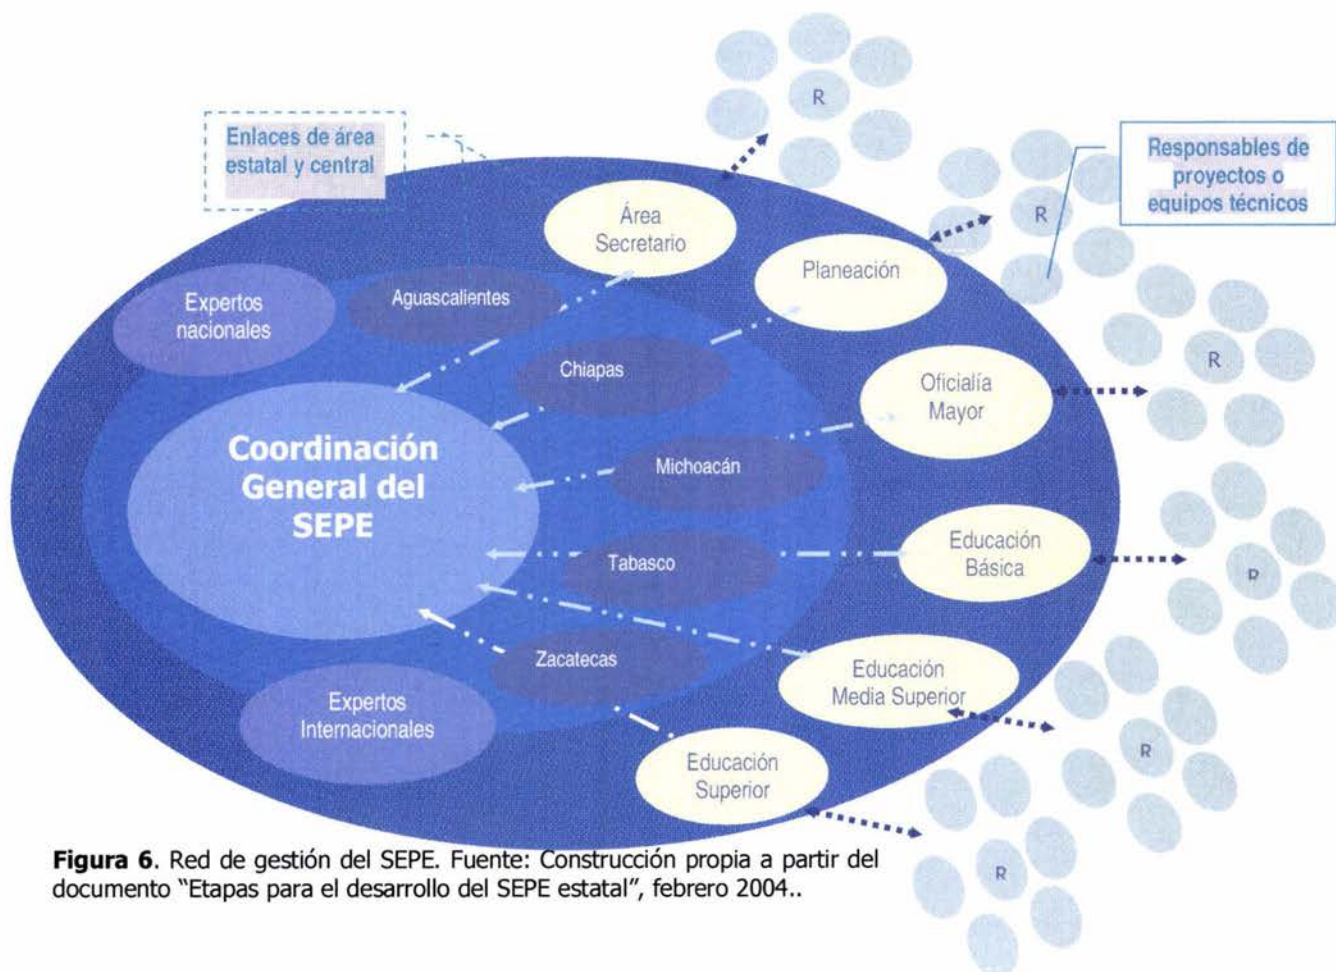 R
Enlaces de área
estatal y central
Responsables de
proyectos o
equipos técnicos
R
Área
Secretario
Planeación
Expertos
nacionales
Aguascalientes
Chiapas
Oficialía
Mayor
R
Coordinación
General del
SEPE
Michoacán
Educación
Básica
Tabasco
R
Zacatecas
Educación
Media Superior
Expertos
Internacionales
R
Educación
Superior
R
Figura 6. Red de gestión del SEPE. Fuente: Construcción propia a partir del
documento “Etapas para el desarrollo del SEPE estatal”, febrero 2004..